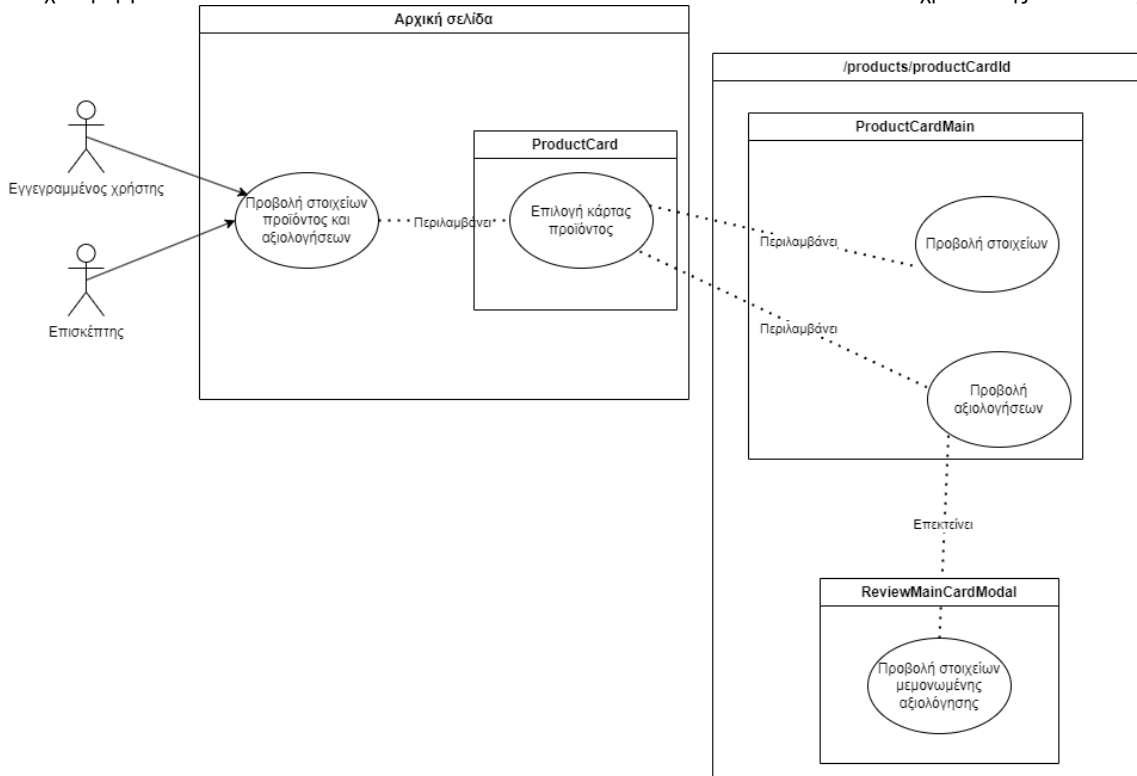 Αρχική σελίδα
/products/productCardId
ProductCardMain
ProductCard
Εγγεγραμμένος χρήστης
Προβολή στοιχείων
προϊόντος και
αξιολογήσεων
Περιλαμβάνει
Επιλογή κάρτας
προϊόντος
Περιλαμβάνει
Προβολή στοιχείων
Επισκέπτης
Περιλαμβάνει
Προβολή
αξιολογήσεων
Επεκτείνει
ReviewMainCardModal
Προβολή στοιχείων
μεμονωμένης
αξιολόγησης